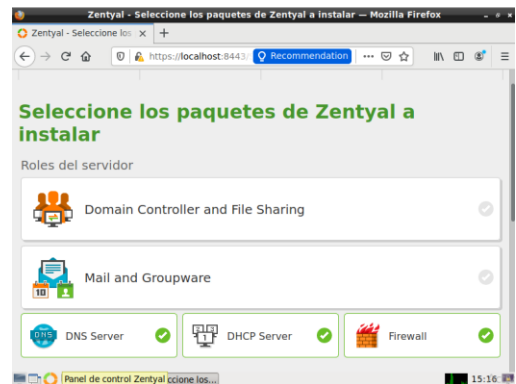 Zentyal - Seleccione los paquetes de Zentyal a instalar — Mozilla Firefox
Zentyal - Seleccione los
https://localhost:8443/
Recommendation
Seleccione los paquetes de Zentyal a
instalar
Roles del servidor
Domain Controller and File Sharing
10
Mail and Groupware
DNS
DNS Server
1
DHCP Server
Firewall
Panel de control Zentyal
ccione los...
15:16